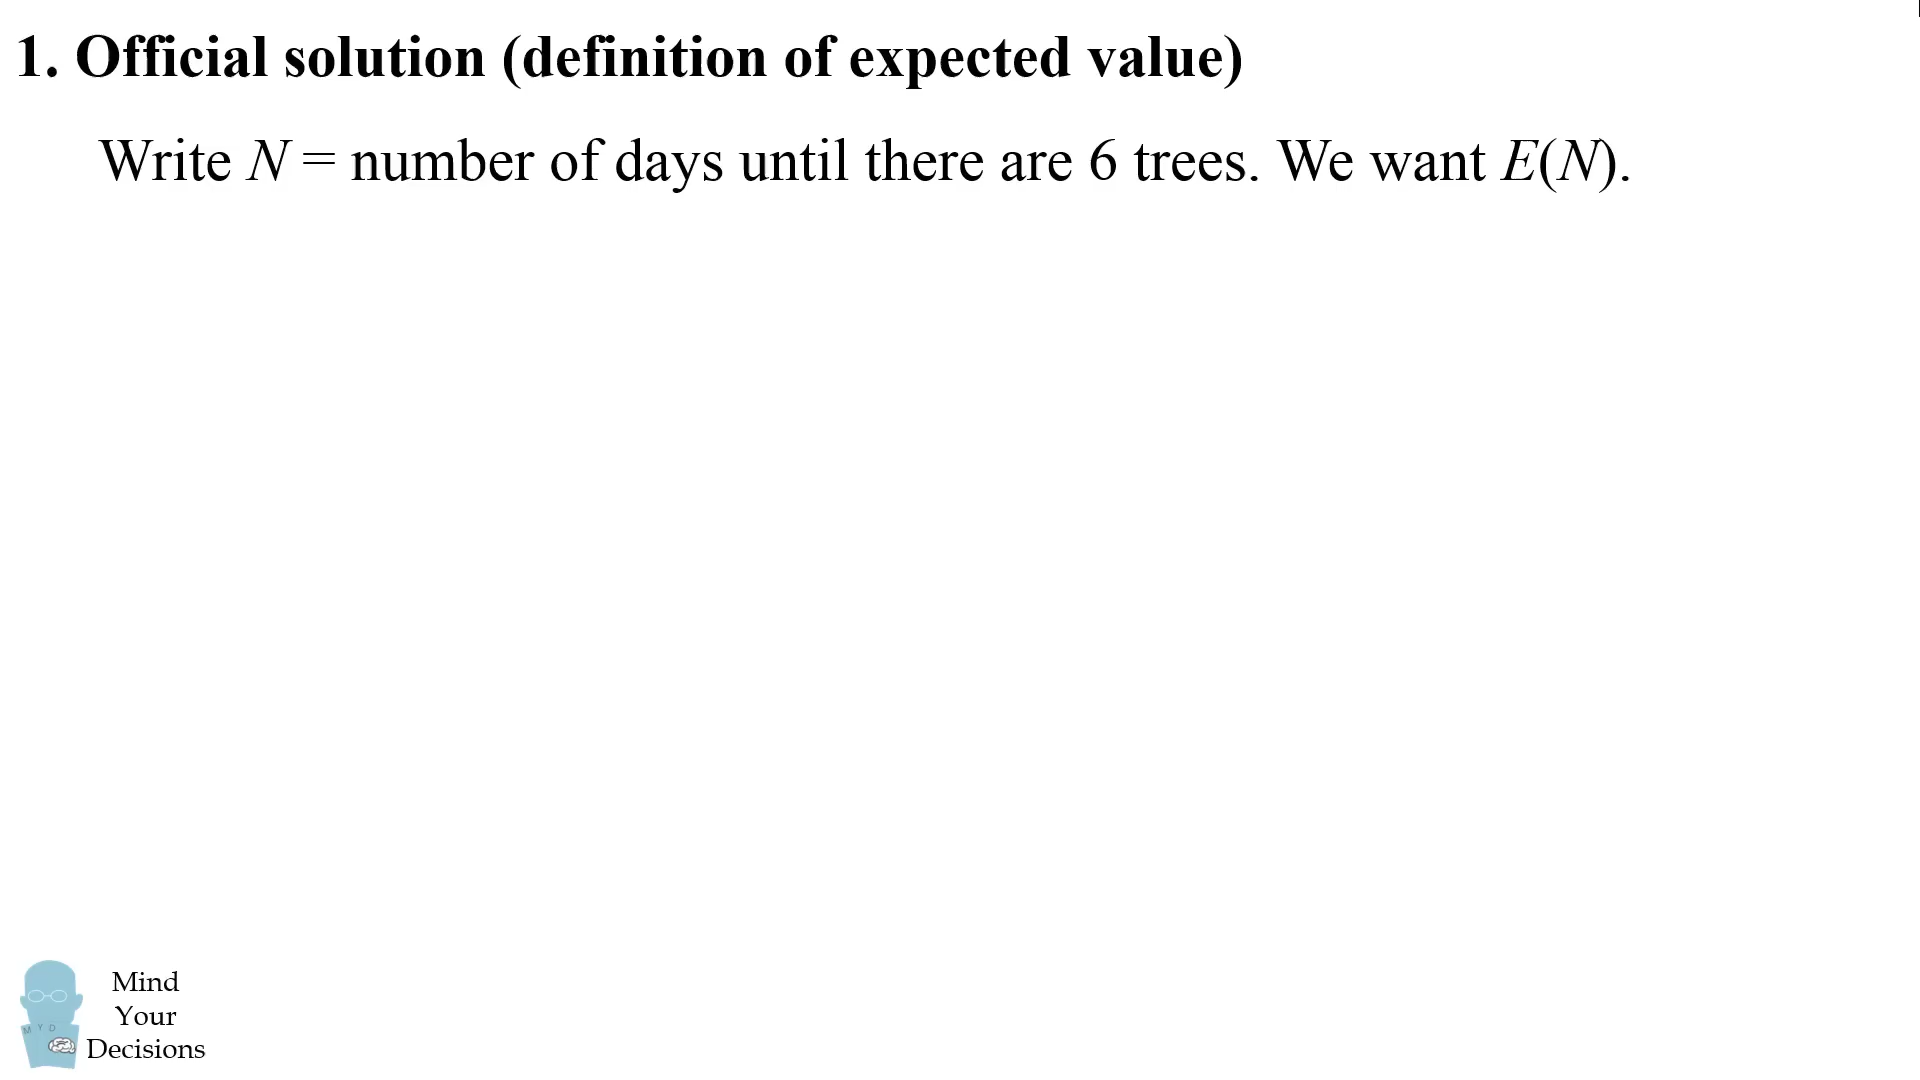 1. Official solution (definition of expected value)
Write N = number of days until there are 6 trees. We want E(N).
M Y D
Mind
Your
Decisions